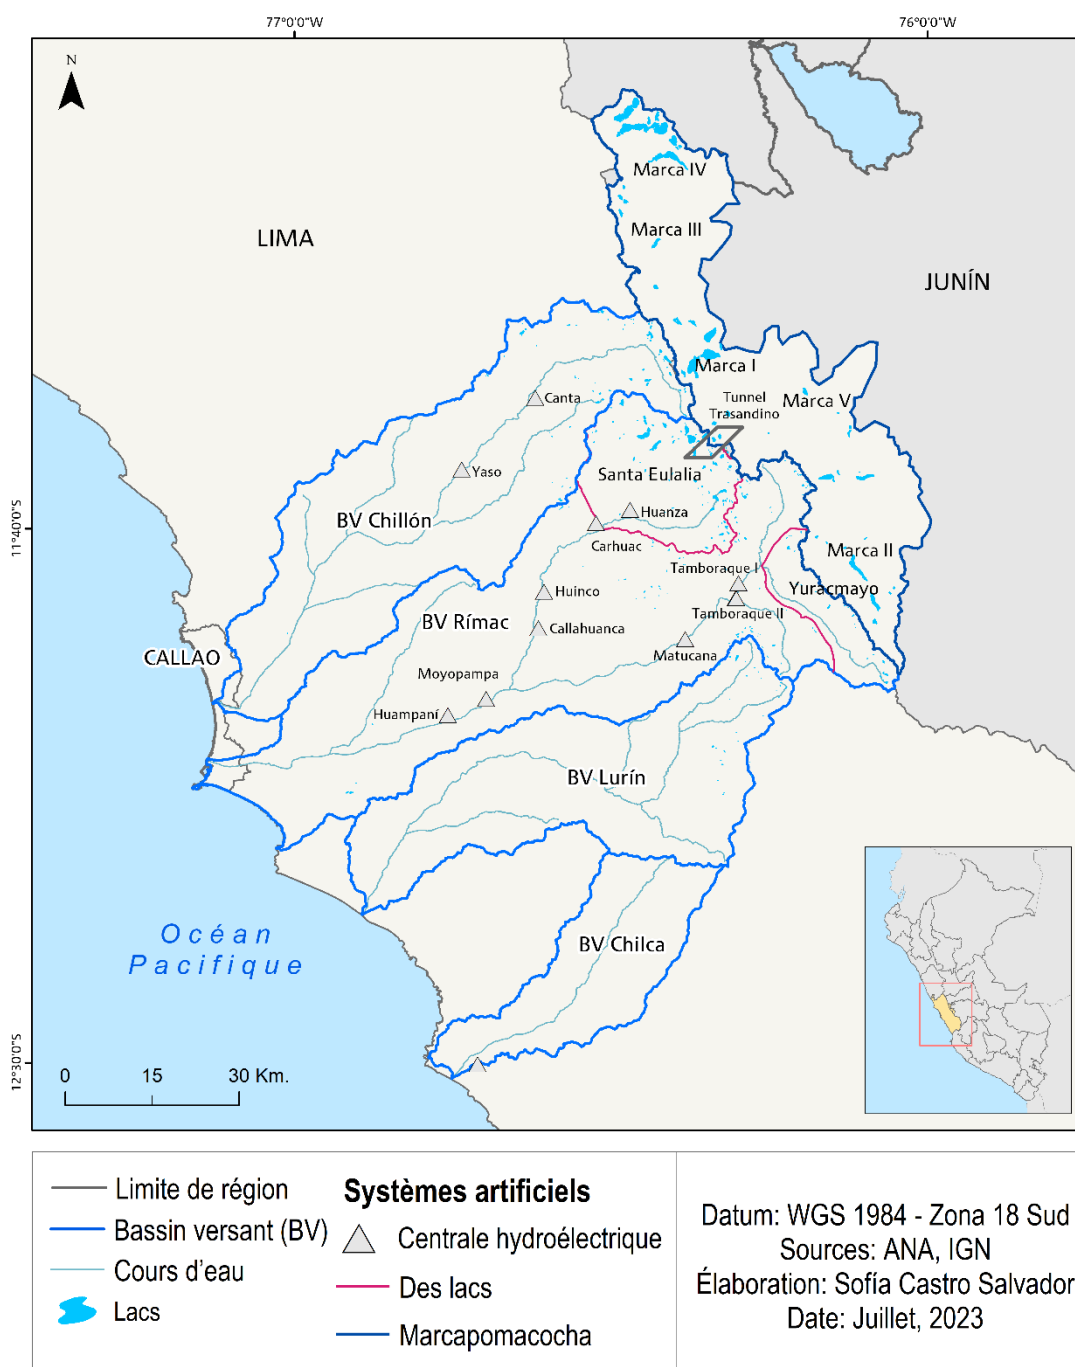 77°0'0"W
76°0'0"W
N
Marca IV
Marca III
LIMA
JUNÍN
Marca I
Tunnel
Trasandino
Marca V
Canta
Yaso
Santa Eulalia
BV Chillón
Huanza
11°40'0"S
Carhuac
Marca II
Tamboraque I
Yuracmayo
Huinco
Tamboraque II
BV Rímac
Callahuanca
CALLAO
Matucana
Moyopampa
Huampaní
BV Lurín
Océan
Pacifique
BV Chilca
12°30'0"S
0 15 30 Km.
Limite de région
Bassin versant (BV)
Cours d'eau
Lacs
Systèmes artificiels
Centrale hydroélectrique
Des lacs
Marcapomacocha
Datum: WGS 1984 - Zona 18 Sud
Sources: ANA, IGN
Élaboration: Sofía Castro Salvador
Date: Juillet, 2023